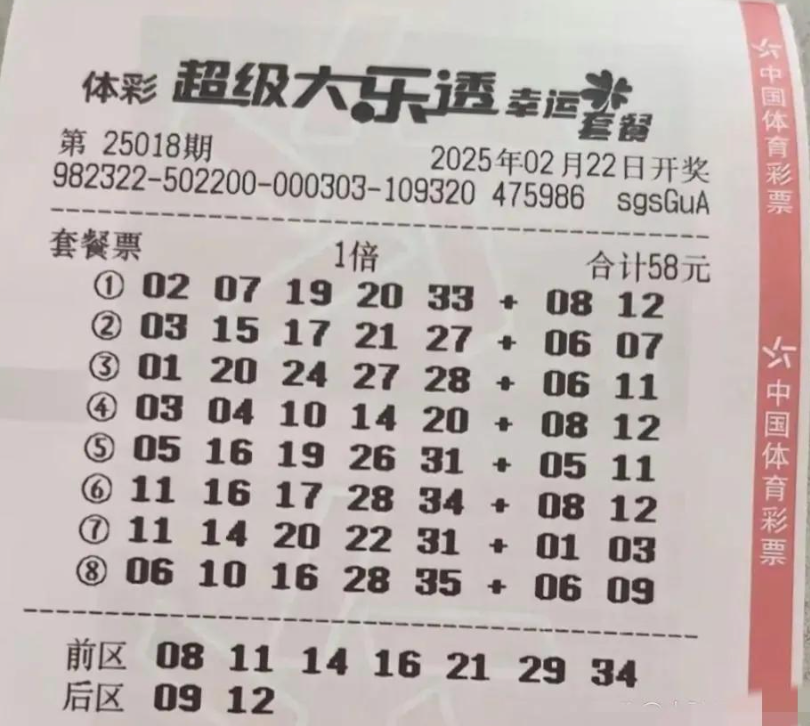 体彩 超级大乐透 幸运套餐
第 25018期 2025年02月22日开奖
982322-502200-000303-109320 475986 sgsGuA
套餐票 1倍 合计58元
① 02 07 19 20 33 + 08 12
② 03 15 17 21 27 + 06 07
③ 01 20 24 27 28 + 06 11
④ 03 04 10 14 20 + 08 12
⑤ 05 16 19 26 31 + 05 11
⑥ 11 16 17 28 34 + 08 12
⑦ 11 14 20 22 31 + 01 03
⑧ 06 10 16 28 35 + 06 09
前区 08 11 14 16 21 29 34
后区 09 12
中国体育彩票
中国体育彩票